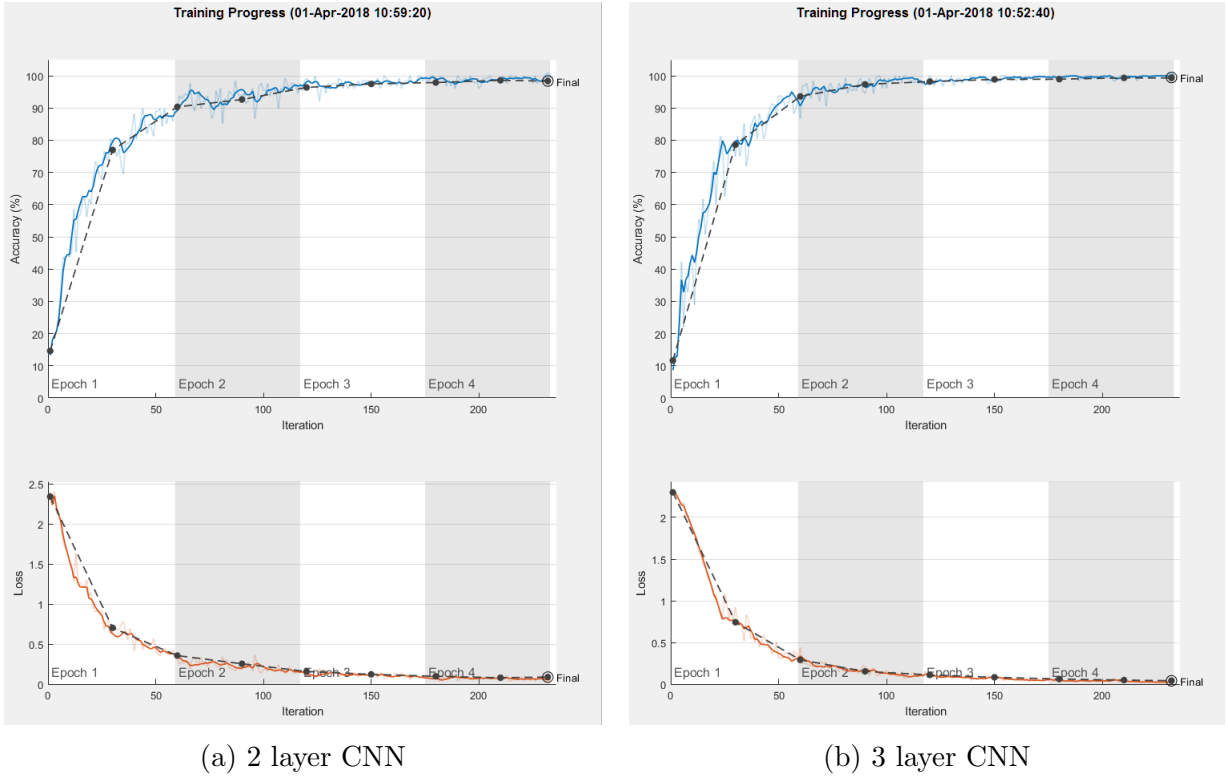 Training Progress (01-Apr-2018 10:59:20)
100
90
80
70
60
50
40
30
20
10
0
Accuracy (%)
Final
Epoch 1
Epoch 2
Epoch 3
Epoch 4
0
50
100
150
200
Iteration
2.5
2
1.5
1
0.5
0
Loss
Epoch 1
Epoch 2
Epoch 3
Epoch 4
Final
0
50
100
150
200
Iteration
(a) 2 layer CNN
Training Progress (01-Apr-2018 10:52:40)
100
90
80
70
60
50
40
30
20
10
0
Accuracy (%)
Final
Epoch 1
Epoch 2
Epoch 3
Epoch 4
0
50
100
150
200
Iteration
2.5
2
1.5
1
0.5
0
Loss
Epoch 1
Epoch 2
Epoch 3
Epoch 4
Final
0
50
100
150
200
Iteration
(b) 3 layer CNN